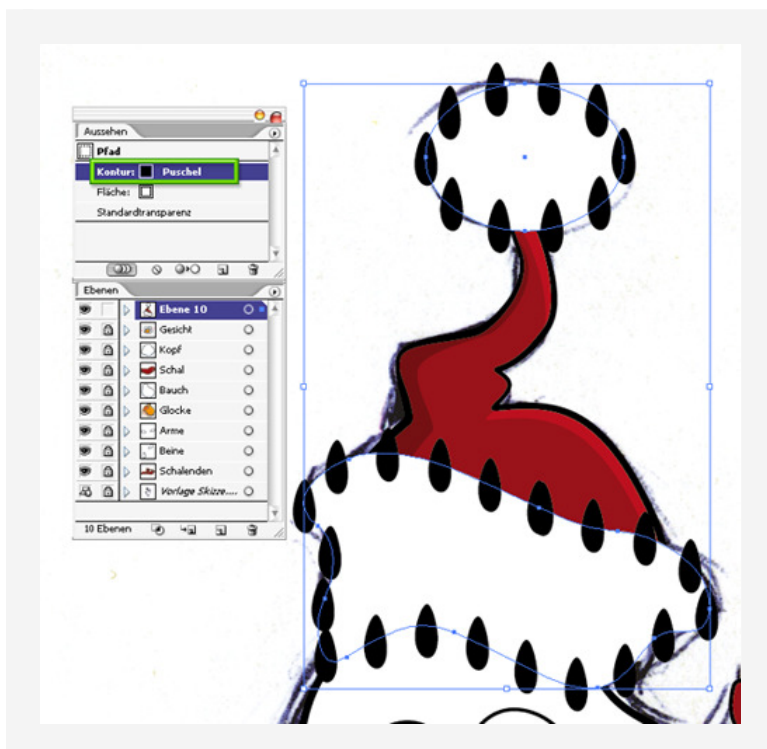 Aussehen
Pfad
Kontur: Puschel
Fläche:
Standardtransparenz
Ebenen
Ebene 10
Gesicht
Kopf
Schal
Bauch
Glocke
Arme
Beine
Schalenden
Vorlage Skizze....
10 Ebenen